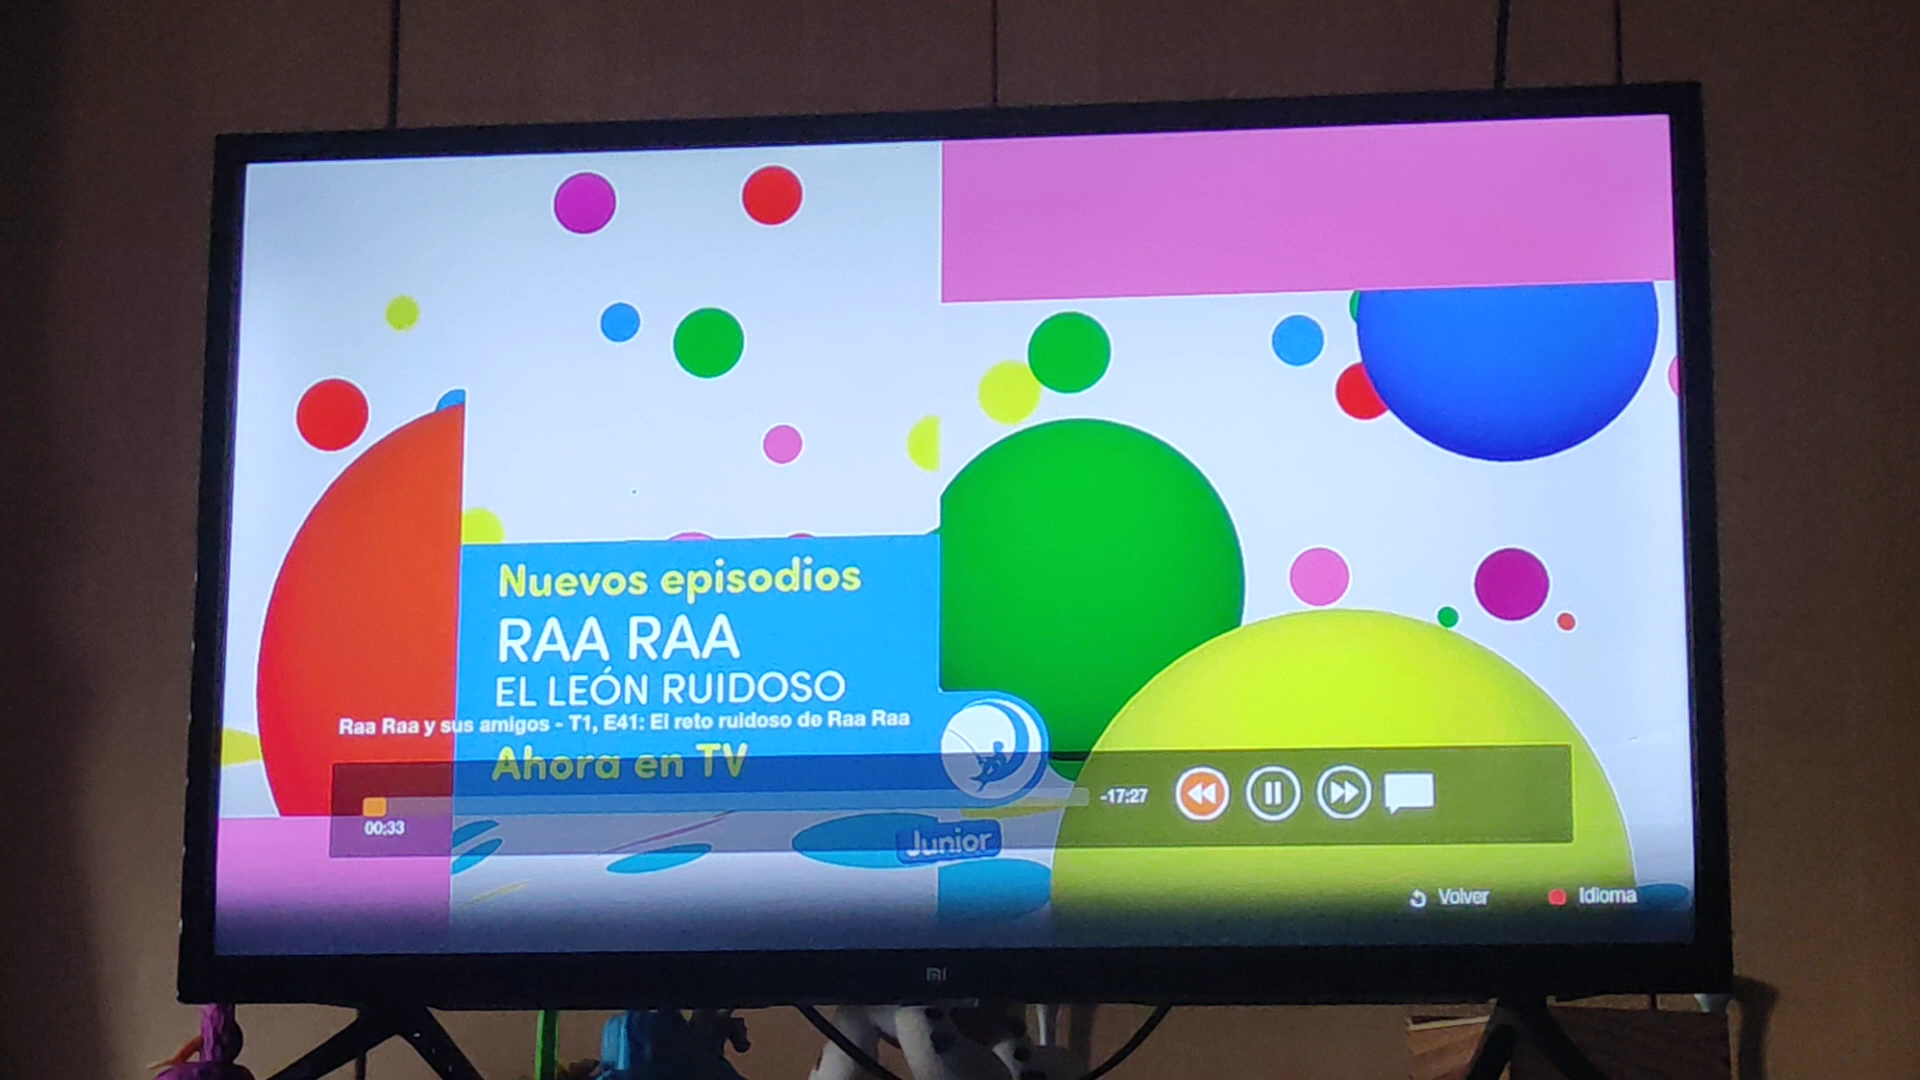 Nuevos episodios
RAA RAA
EL LEÓN RUIDOSO
Raa Raa y sus amigos - T1, E41: El reto ruidoso de Raa Raa
Ahora en TV
-17:27
00:33
Junior
Volver
Idioma
mi